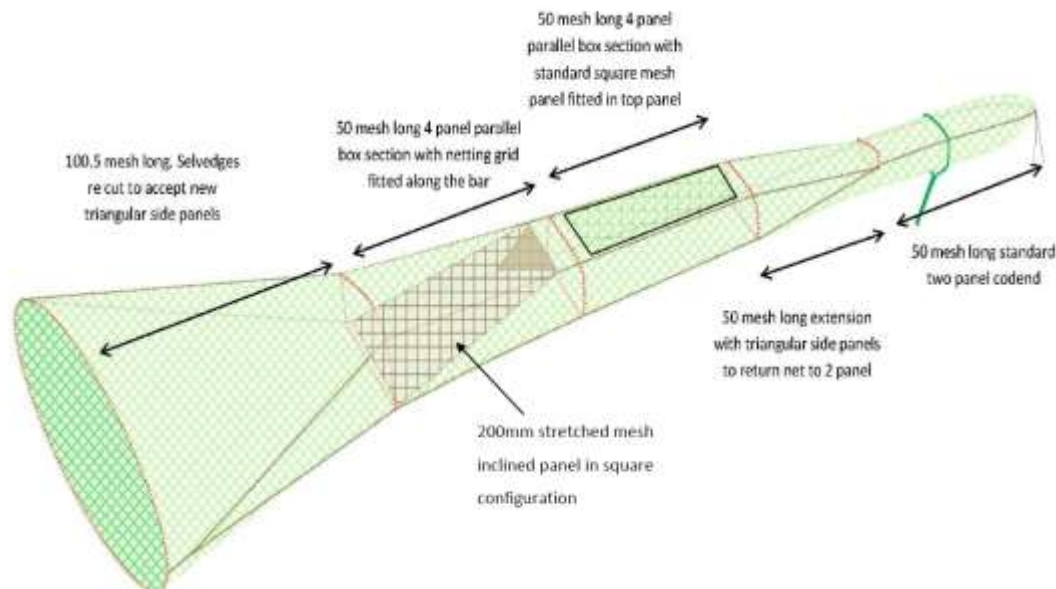 50 mesh long 4 panel
parallel box section with
standard square mesh
panel fitted in top panel
50 mesh long 4 panel parallel
box section with netting grid
fitted along the bar
100.5 mesh long. Selvedges
re cut to accept new
triangular side panels
50 mesh long standard
two panel codend
50 mesh long extension
with triangular side panels
to return net to 2 panel
200mm stretched mesh
inclined panel in square
configuration